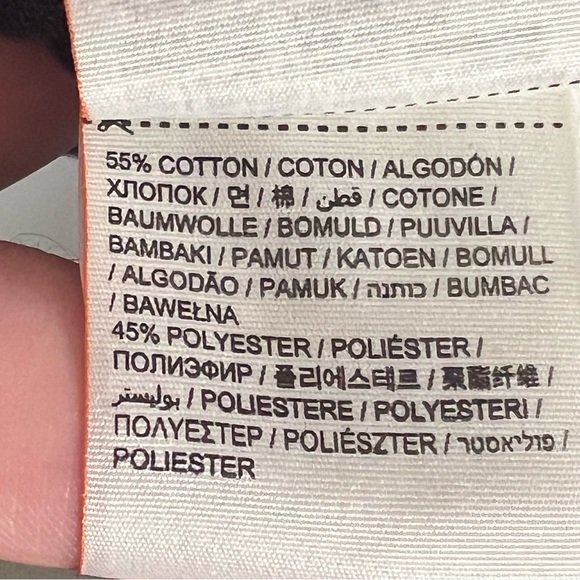 55% COTTON / COTON / ALGODÓN /
ХЛОПОК / 면 / 棉 / قطن / COTONE /
BAUMWOLLE / BOMULD / PUUVILLA /
BAMBAKI / PAMUT / KATOEN / BOMULL
/ ALGODÃO / PAMUK / כותנה / BUMBAC
/ BAWEŁNA
45% POLYESTER / POLIÉSTER /
ПОЛИЭФИР / 폴리에스테르 / 聚酯纤维 /
بوليستر / POLIESTERE / POLYESTERI /
ΠΟΛΥΕΣΤΕΡ / POLIÉSZTER / פוליאסטר /
POLIESTER